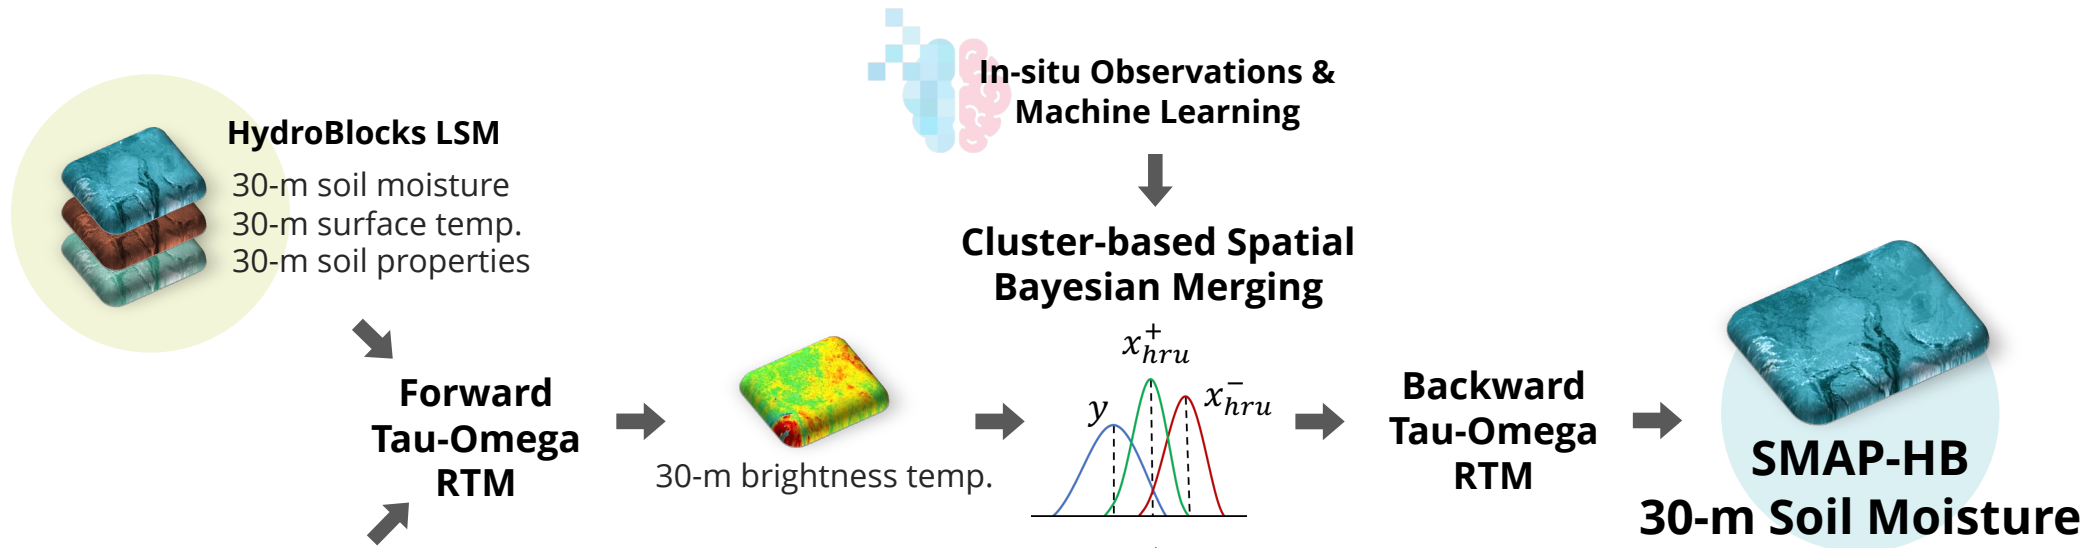 In-situ Observations &
Machine Learning
HydroBlocks LSM
30-m soil moisture
30-m surface temp.
30-m soil properties
Cluster-based Spatial
Bayesian Merging
Forward
Tau-Omega
RTM
30-m brightness temp.
y
x⁺hru
x⁻hru
Backward
Tau-Omega
RTM
SMAP-HB
30-m Soil Moisture